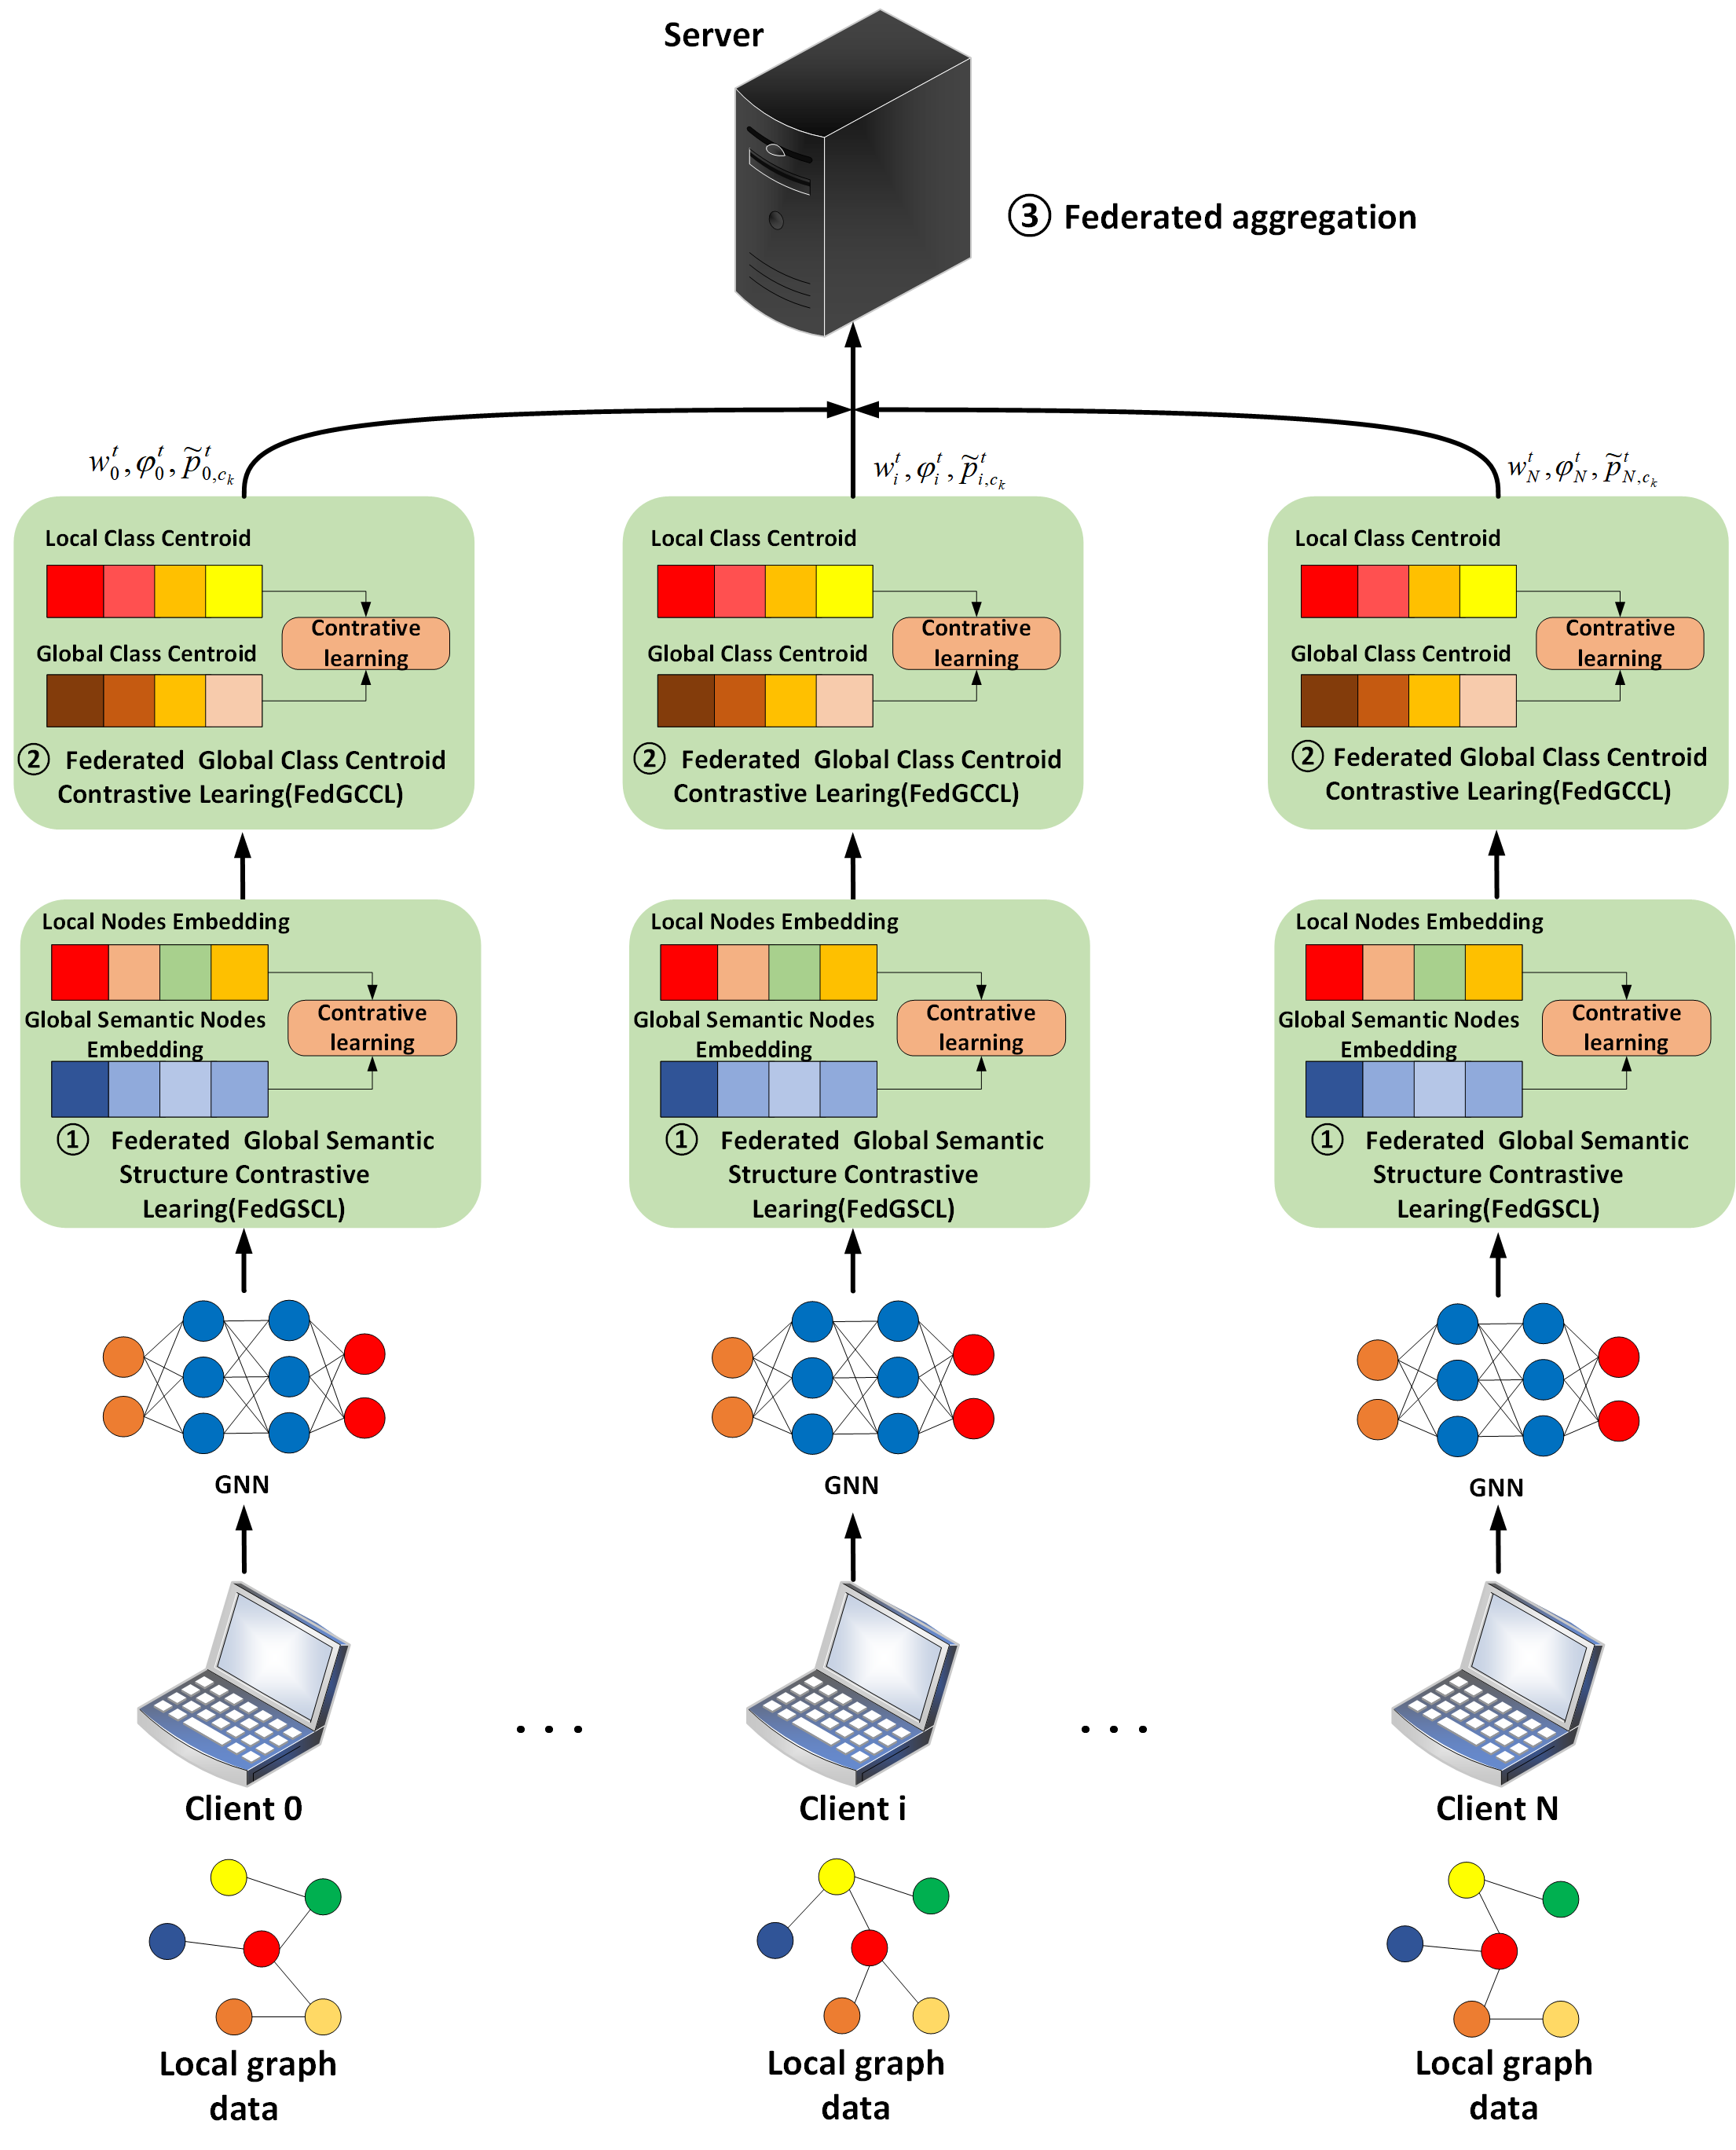 Server
③ Federated aggregation
w_0^t, φ_0^t, p̃_{0,c_k}^t
w_i^t, φ_i^t, p̃_{i,c_k}^t
w_N^t, φ_N^t, p̃_{N,c_k}^t
Local Class Centroid
Contrative
learning
Global Class Centroid
② Federated Global Class Centroid
Contrastive Learing(FedGCCL)
Local Class Centroid
Contrative
learning
Global Class Centroid
② Federated Global Class Centroid
Contrastive Learing(FedGCCL)
Local Class Centroid
Contrative
learning
Global Class Centroid
② Federated Global Class Centroid
Contrastive Learing(FedGCCL)
Local Nodes Embedding
Contrative
learning
Global Semantic Nodes
Embedding
① Federated Global Semantic
Structure Contrastive
Learing(FedGSCL)
Local Nodes Embedding
Contrative
learning
Global Semantic Nodes
Embedding
① Federated Global Semantic
Structure Contrastive
Learing(FedGSCL)
Local Nodes Embedding
Contrative
learning
Global Semantic Nodes
Embedding
① Federated Global Semantic
Structure Contrastive
Learing(FedGSCL)
GNN
GNN
GNN
. . .
. . .
Client 0
Client i
Client N
Local graph
data
Local graph
data
Local graph
data